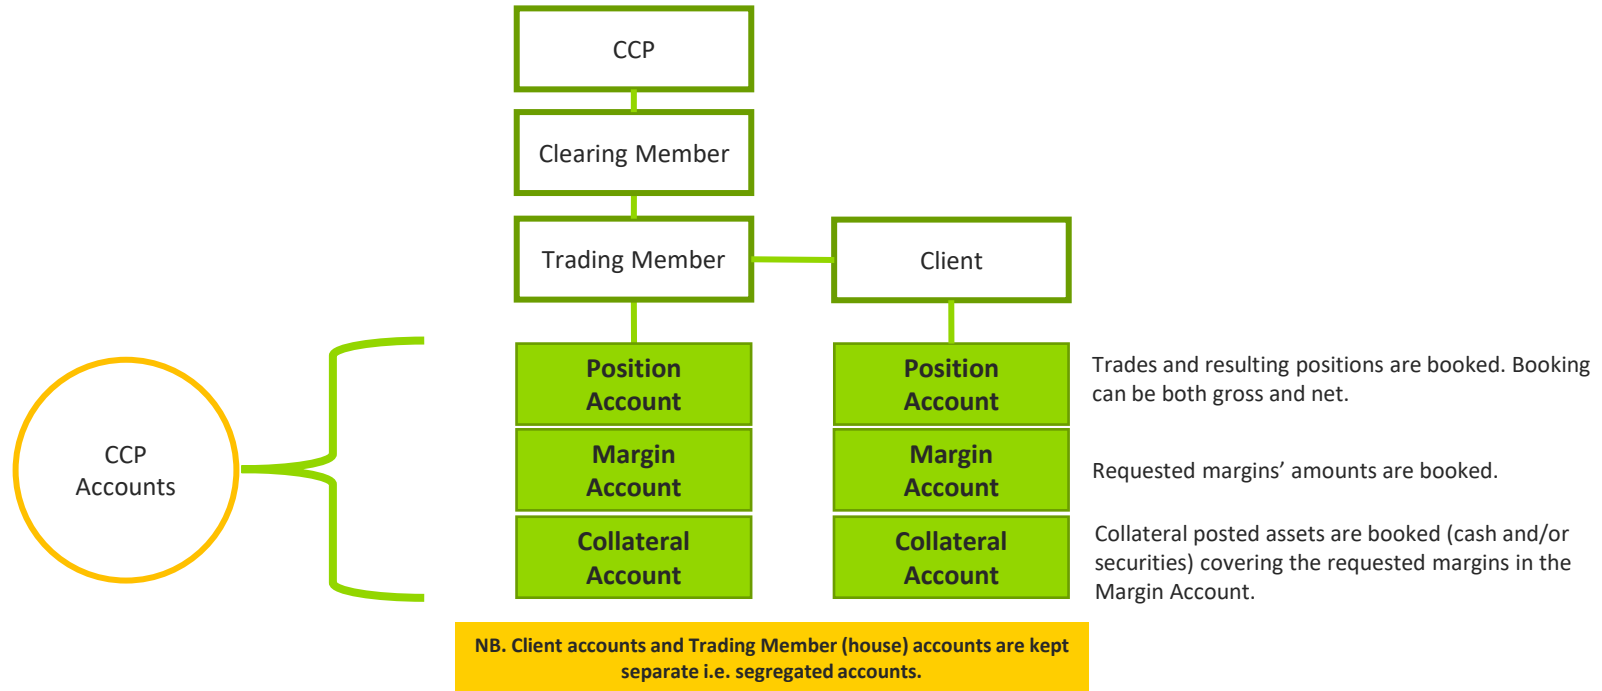 CCP
Clearing Member
Trading Member
Client
CCP
Accounts
Position
Account
Position
Account
Trades and resulting positions are booked. Booking
can be both gross and net.
Margin
Account
Margin
Account
Requested margins’ amounts are booked.
Collateral
Account
Collateral
Account
Collateral posted assets are booked (cash and/or
securities) covering the requested margins in the
Margin Account.
NB. Client accounts and Trading Member (house) accounts are kept
separate i.e. segregated accounts.